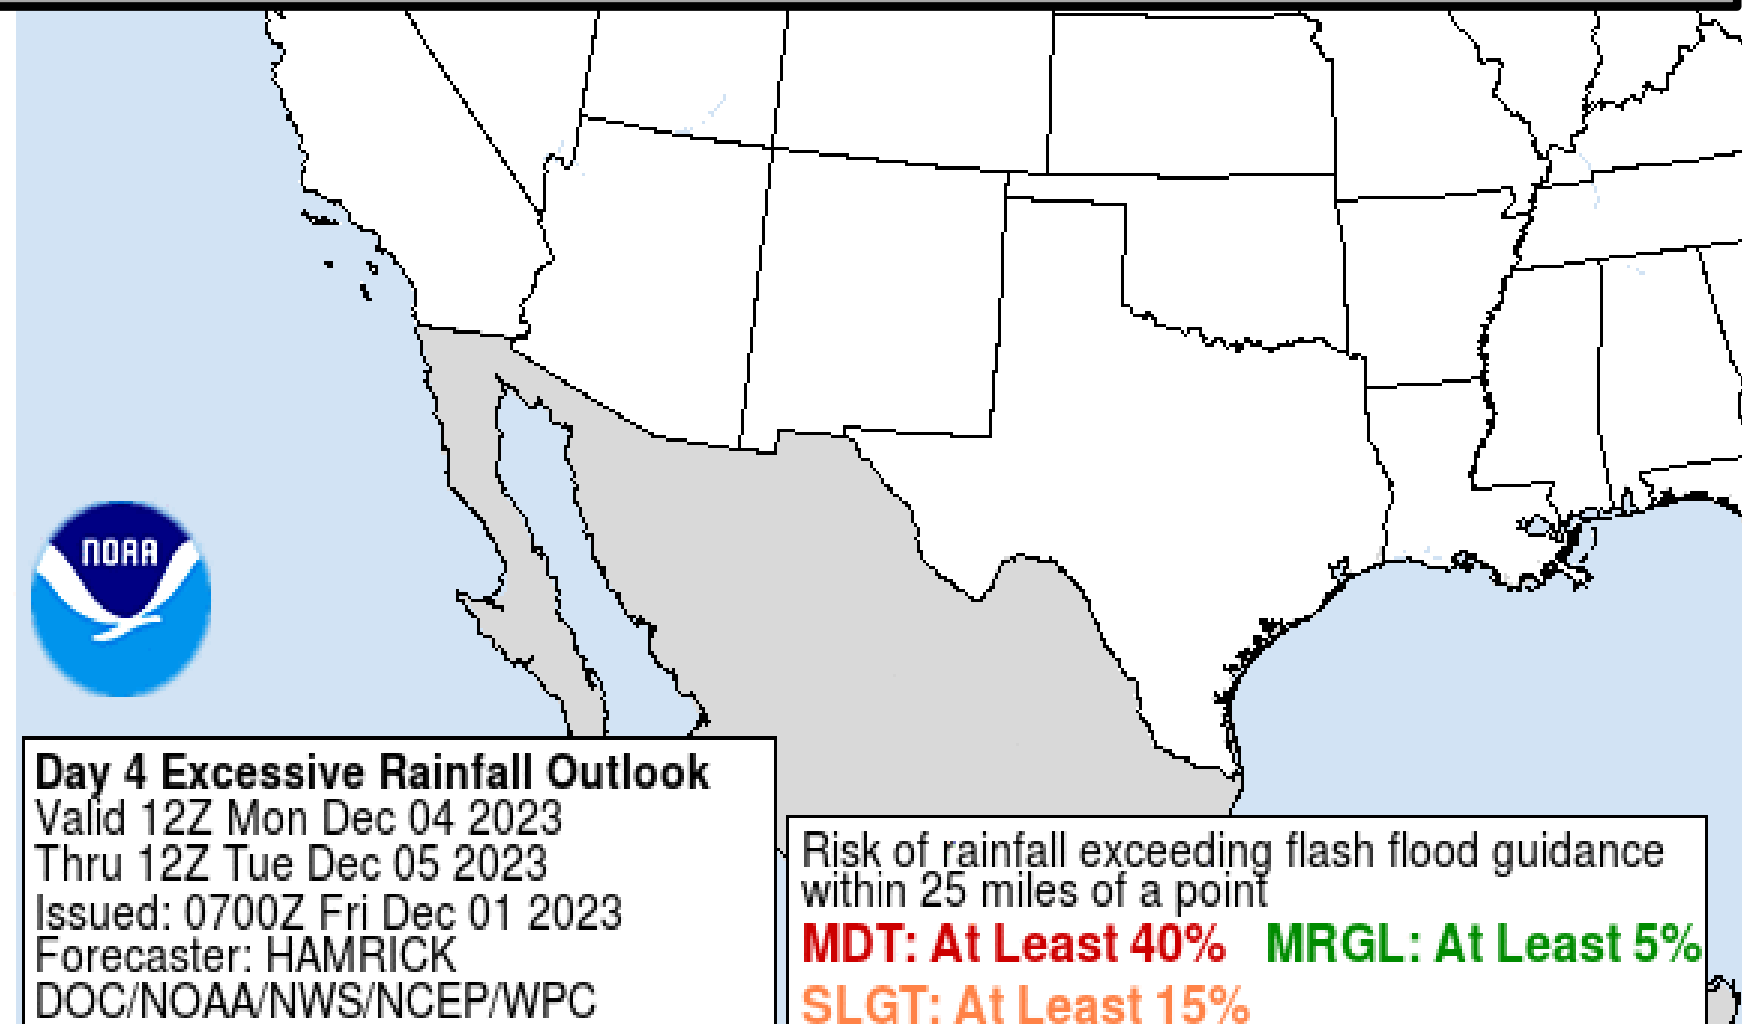 NOAA
Day 4 Excessive Rainfall Outlook
Valid 12Z Mon Dec 04 2023
Thru 12Z Tue Dec 05 2023
Issued: 0700Z Fri Dec 01 2023
Forecaster: HAMRICK
DOC/NOAA/NWS/NCEP/WPC
Risk of rainfall exceeding flash flood guidance
within 25 miles of a point
MDT: At Least 40% MRGL: At Least 5%
SLGT: At Least 15%